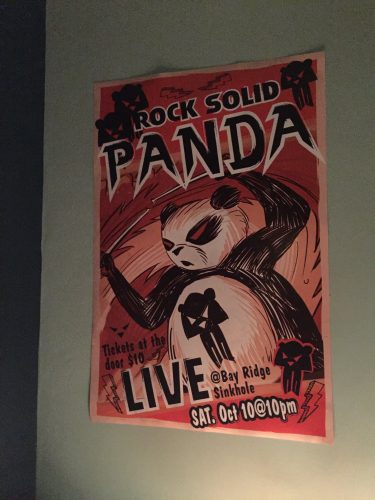 ROCK SOLID
PANDA
Tickets at the
door $10
LIVE
@Bay Ridge
Sinkhole
SAT. Oct 10@10pm